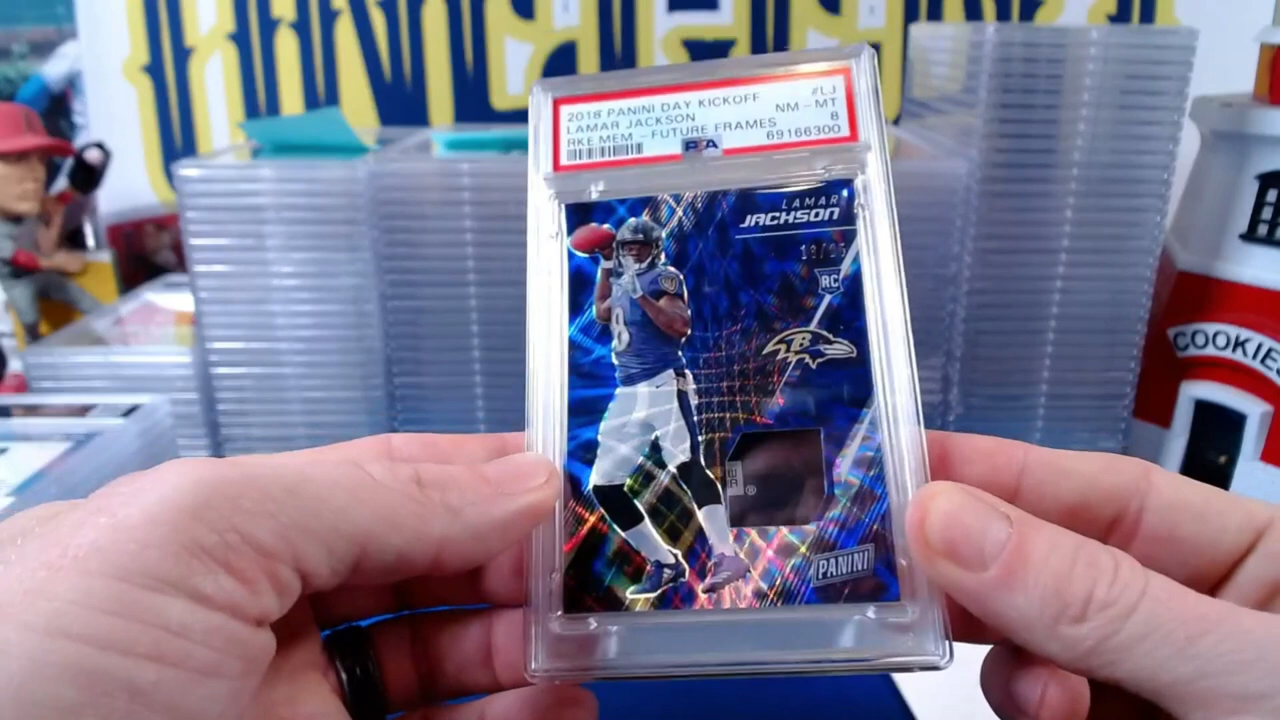 2018 PANINI DAY KICKOFF #LJ
LAMAR JACKSON NM - MT
RKE.MEM - FUTURE FRAMES 8
PSA 69166300
LAMAR
JACKSON
RC
8
B
®
PANINI
COOKIES